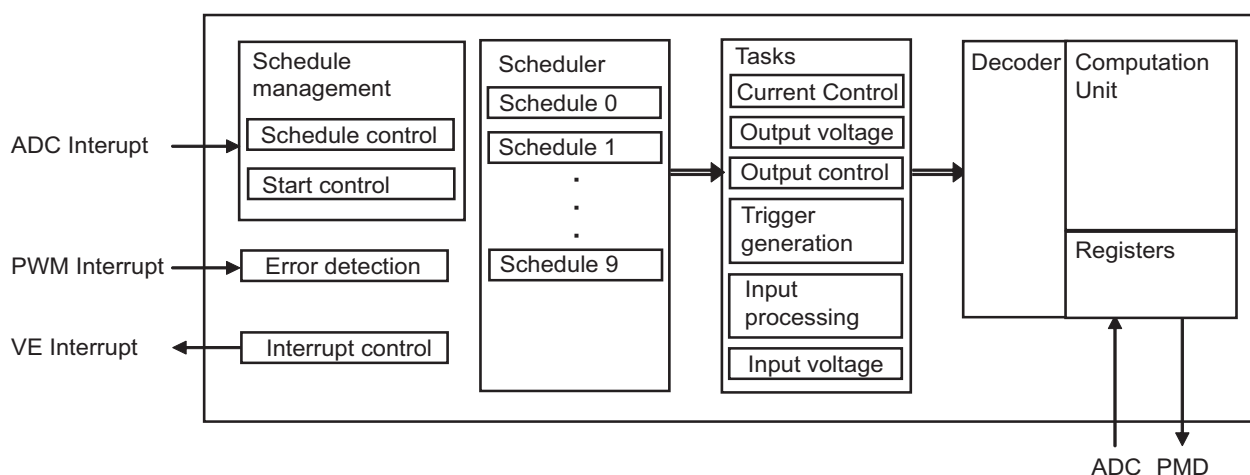 Schedule
management
Schedule control
Start control
ADC Interupt
PWM Interrupt
Error detection
VE Interrupt
Interrupt control
Scheduler
Schedule 0
Schedule 1
.
.
.
Schedule 9
Tasks
Current Control
Output voltage
Output control
Trigger
generation
Input
processing
Input voltage
Decoder
Computation
Unit
Registers
ADC
PMD